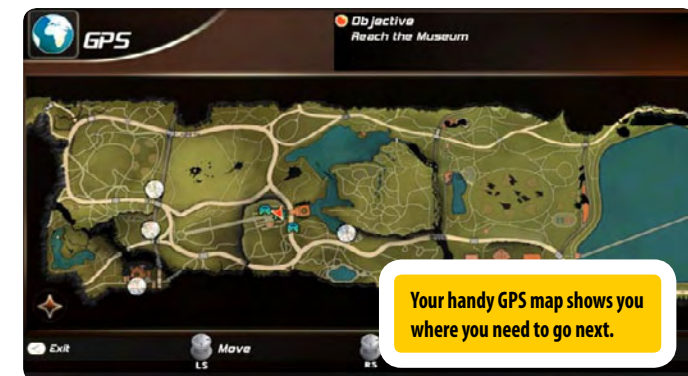 GPS
Objective
Reach the Museum
Your handy GPS map shows you
where you need to go next.
Exit
Move
LS
RS